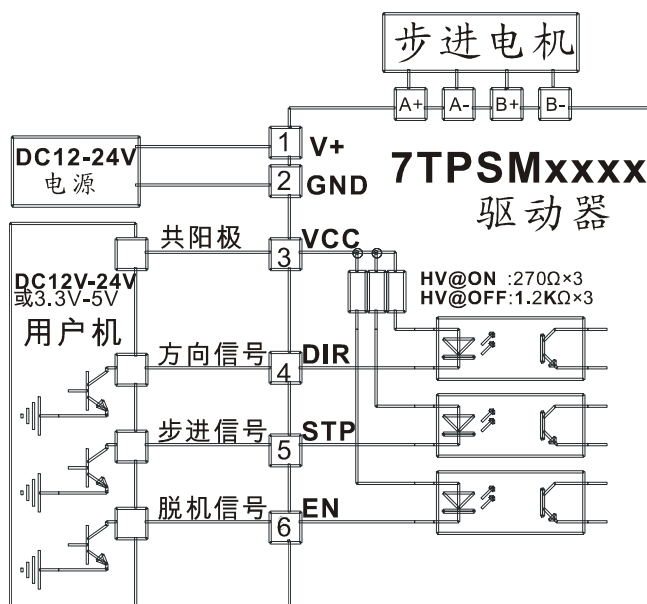 步进电机
A+ A- B+ B-
DC12-24V
电源
1 V+
2 GND
7TPSMxxxx
驱动器
共阳极 3 VCC
DC12V-24V
或3.3V-5V
用户机
HV@ON :270Ω×3
HV@OFF:1.2KΩ×3
方向信号 4 DIR
步进信号 5 STP
脱机信号 6 EN